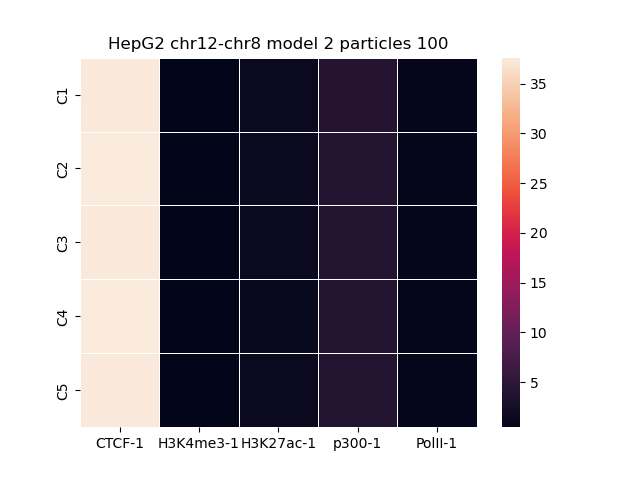 HepG2 chr12-chr8 model 2 particles 100
C1
C2
C3
C4
C5
CTCF-1 H3K4me3-1 H3K27ac-1 p300-1 PolII-1
35
30
25
20
15
10
5